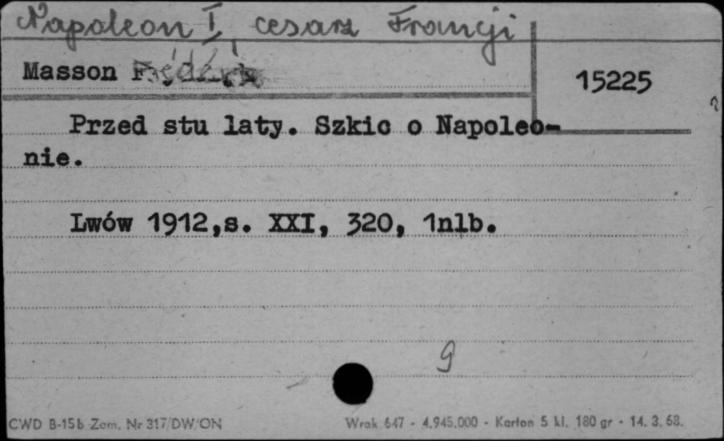 Napoleon I, cesarz Francji
Masson Frédéric
15225
Przed stu laty. Szkic o Napoleo-
nie.
Lwów 1912,s. XXI, 320, 1nlb.
9
CWD B-15b Zam. Nr 317/DW/ON
Wrak 647 - 4.945.000 - Karton 5 kl. 180 gr - 14. 3. 68.